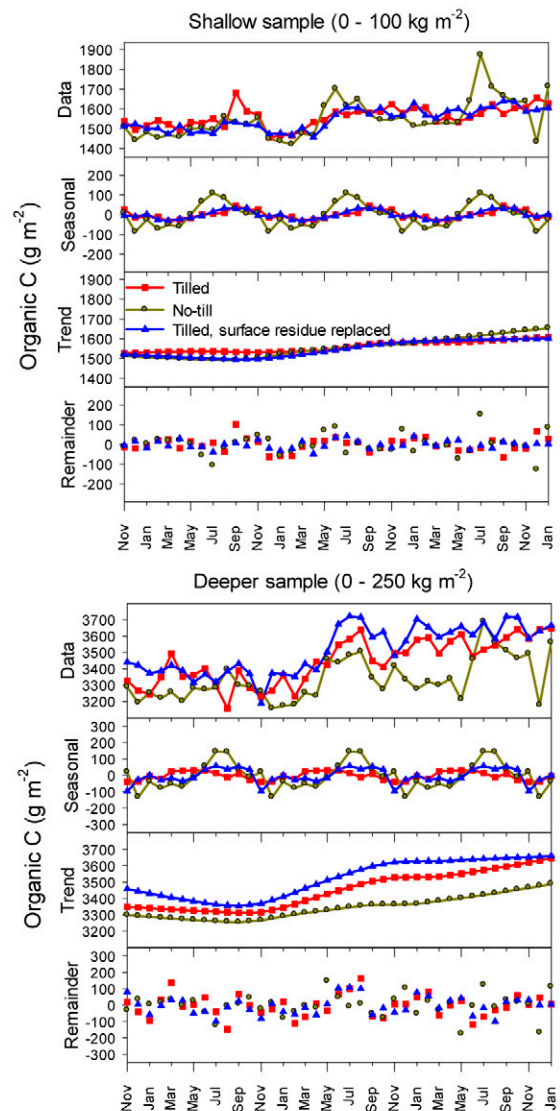 Shallow sample (0 - 100 kg m-2)
1900
1800
1700
1600
1500
1400
Data
200
100
0
-100
-200
Seasonal
1900
1800
1700
1600
1500
1400
Trend
Tilled
No-till
Tilled, surface residue replaced
200
100
0
-100
-200
Remainder
Organic C (g m-2)
Nov
Jan
Mar
May
Jul
Sep
Nov
Jan
Mar
May
Jul
Sep
Nov
Jan
Mar
May
Jul
Sep
Nov
Jan
Deeper sample (0 - 250 kg m-2)
3700
3600
3500
3400
3300
3200
Data
300
200
100
0
-100
-200
-300
Seasonal
3700
3600
3500
3400
3300
3200
Trend
300
200
100
0
-100
-200
-300
Remainder
Organic C (g m-2)
Nov
Jan
Mar
May
Jul
Sep
Nov
Jan
Mar
May
Jul
Sep
Nov
Jan
Mar
May
Jul
Sep
Nov
Jan